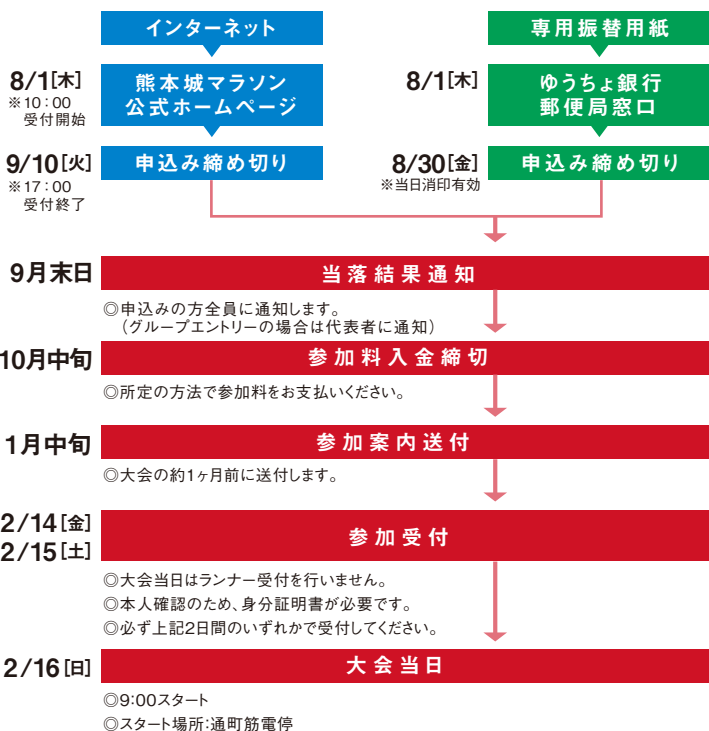 インターネット
専用振替用紙
8/1[木]
※10：00
受付開始
熊本城マラソン
公式ホームページ
8/1[木]
ゆうちょ銀行
郵便局窓口
9/10[火]
※17：00
受付終了
申込み締め切り
8/30[金]
※当日消印有効
申込み締め切り
9月末日
当落結果通知
◎申込みの方全員に通知します。
（グループエントリーの場合は代表者に通知）
10月中旬
参加料入金締切
◎所定の方法で参加料をお支払いください。
1月中旬
参加案内送付
◎大会の約1ヶ月前に送付します。
2/14[金]
2/15[土]
参加受付
◎大会当日はランナー受付を行いません。
◎本人確認のため、身分証明書が必要です。
◎必ず上記2日間のいずれかで受付してください。
2/16[日]
大会当日
◎9:00スタート
◎スタート場所：通町筋電停